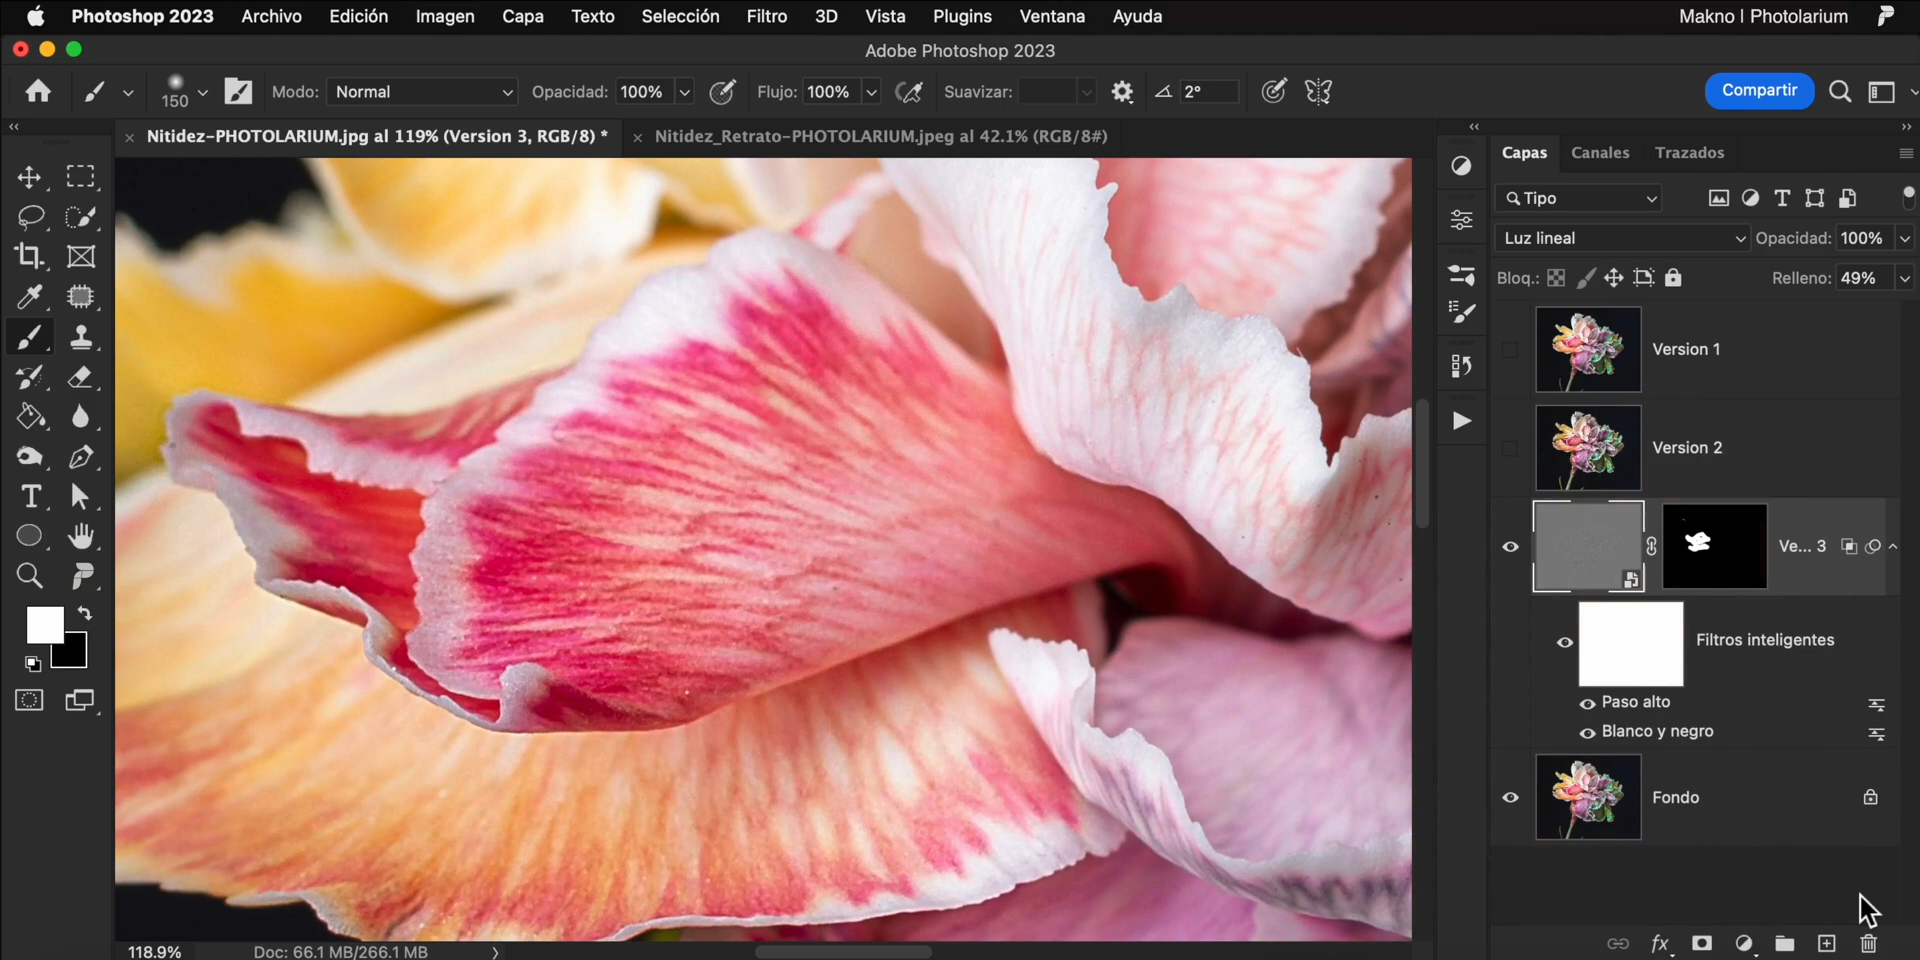 Photoshop 2023 Archivo Edición Imagen Capa Texto Selección Filtro 3D Vista Plugins Ventana Ayuda Makno | Photolarium
Adobe Photoshop 2023
150 Modo: Normal Opacidad: 100% Flujo: 100% Suavizar: 2° Compartir
Nitidez-PHOTOLARIUM.jpg al 119% (Version 3, RGB/8) * Nitidez_Retrato-PHOTOLARIUM.jpeg al 42.1% (RGB/8#)
Capas Canales Trazados
Tipo
Luz lineal Opacidad: 100%
Bloq.: Relleno: 49%
Version 1
Version 2
Ve... 3
Filtros inteligentes
Paso alto
Blanco y negro
Fondo
fx
118.9% Doc: 66.1 MB/266.1 MB